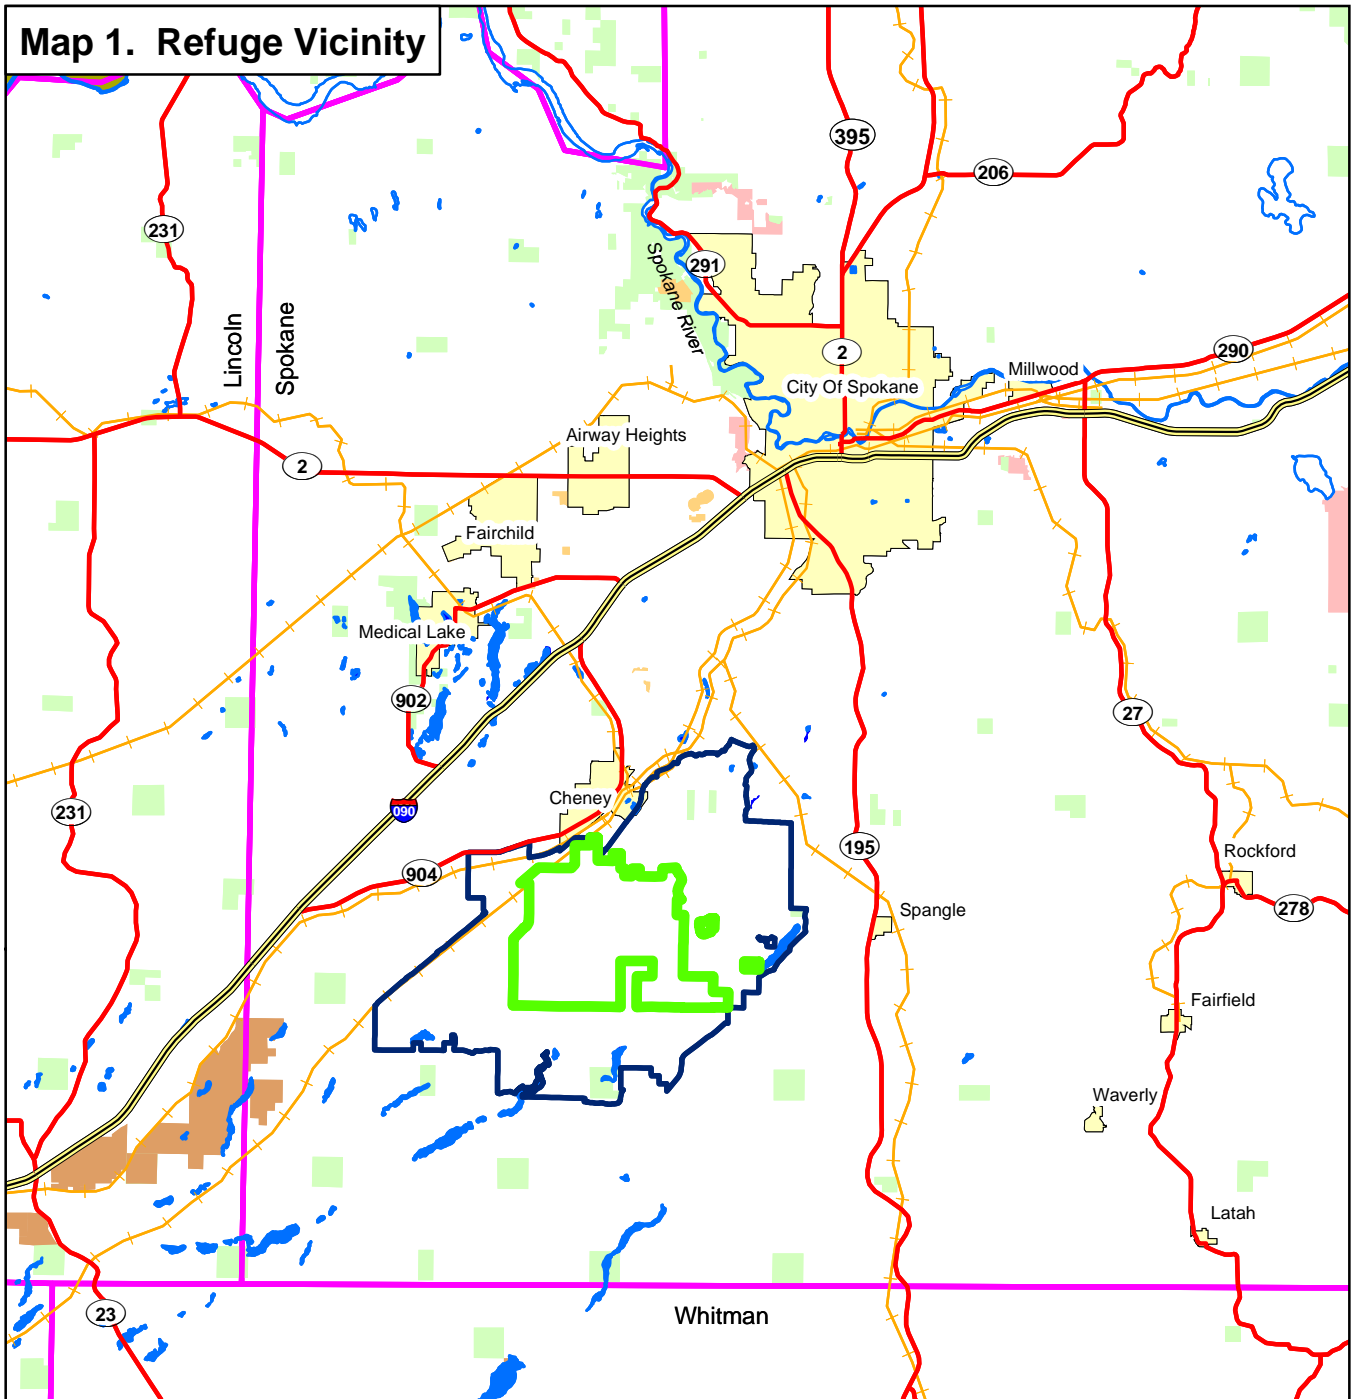 Map 1.  Refuge Vicinity
395
206
231
291
Spokane River
Lincoln
Spokane
2
290
Millwood
City Of Spokane
Airway Heights
2
Fairchild
Medical Lake
902
27
Cheney
090
231
195
904
Rockford
278
Spangle
Fairfield
Waverly
Latah
23
Whitman